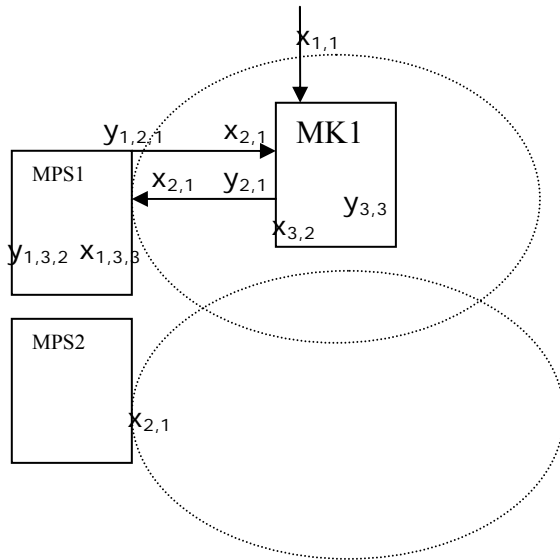 x₁,₁
y₁,₂,₁ x₂,₁ MK1
MPS1 x₂,₁ y₂,₁
y₃,₃
x₃,₂
y₁,₃,₂ x₁,₃,₃
MPS2
x₂,₁